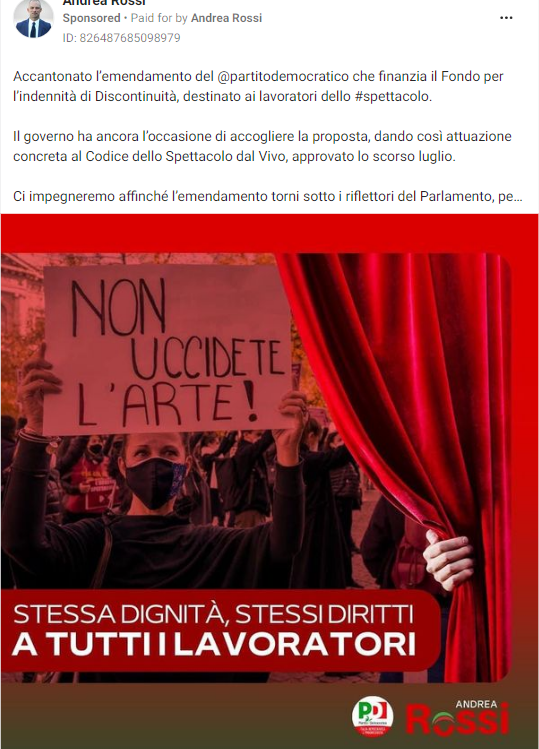 Andrea Rossi
Sponsored • Paid for by Andrea Rossi
ID: 826487685098979
Accantonato l'emendamento del @partitodemocratico che finanzia il Fondo per
l'indennità di Discontinuità, destinato ai lavoratori dello #spettacolo.
Il governo ha ancora l'occasione di accogliere la proposta, dando così attuazione
concreta al Codice dello Spettacolo dal Vivo, approvato lo scorso luglio.
Ci impegneremo affinché l'emendamento torni sotto i riflettori del Parlamento, pe...
NON
UCCIDETE
L'ARTE!
STESSA DIGNITÀ, STESSI DIRITTI
A TUTTI I LAVORATORI
PD
ANDREA
Rossi